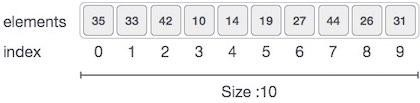 elements 35 33 42 10 14 19 27 44 26 31
index 0 1 2 3 4 5 6 7 8 9
Size :10